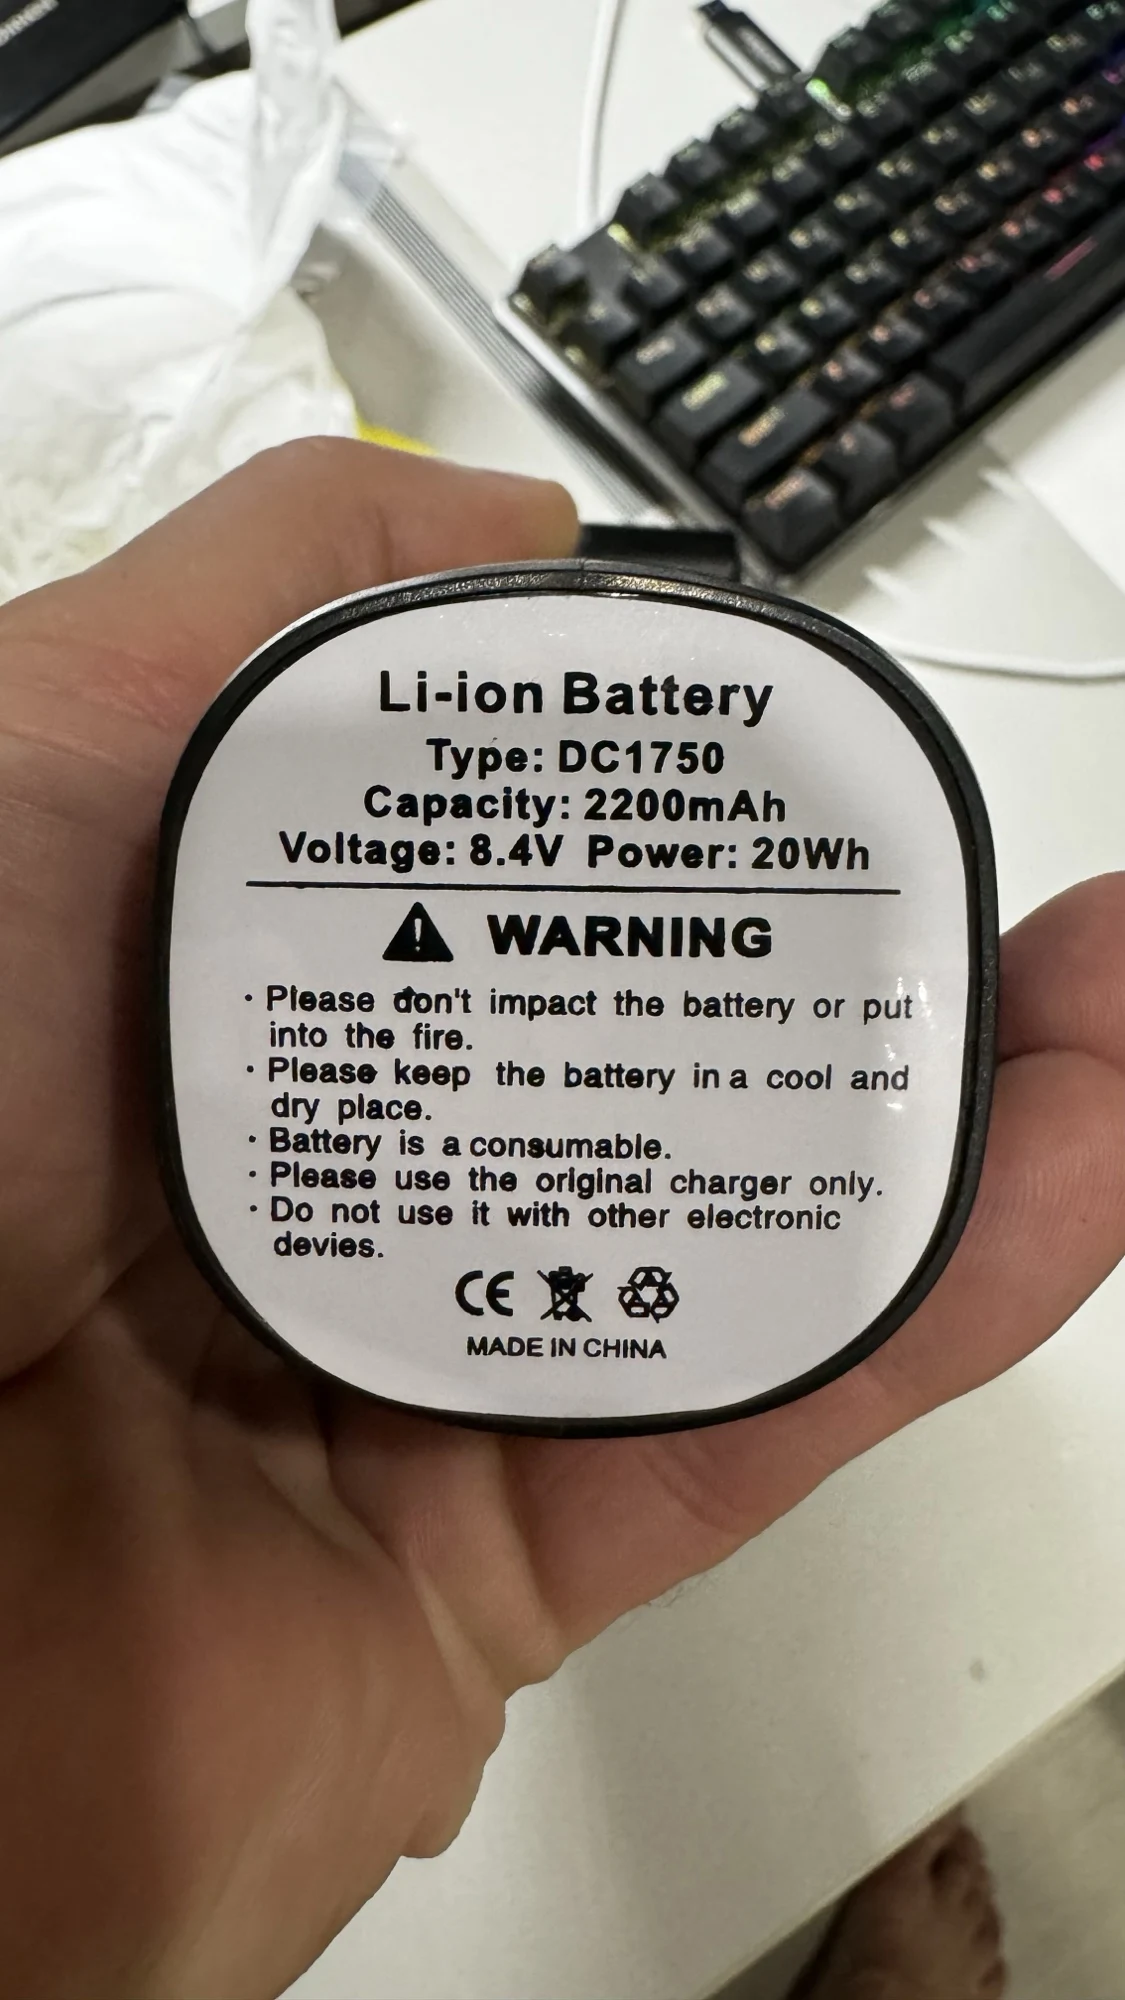 Li-ion Battery
Type: DC1750
Capacity: 2200mAh
Voltage: 8.4V Power: 20Wh
WARNING
· Please don't impact the battery or put
into the fire.
· Please keep the battery in a cool and
dry place.
· Battery is a consumable.
· Please use the original charger only.
· Do not use it with other electronic
devies.
CE
MADE IN CHINA